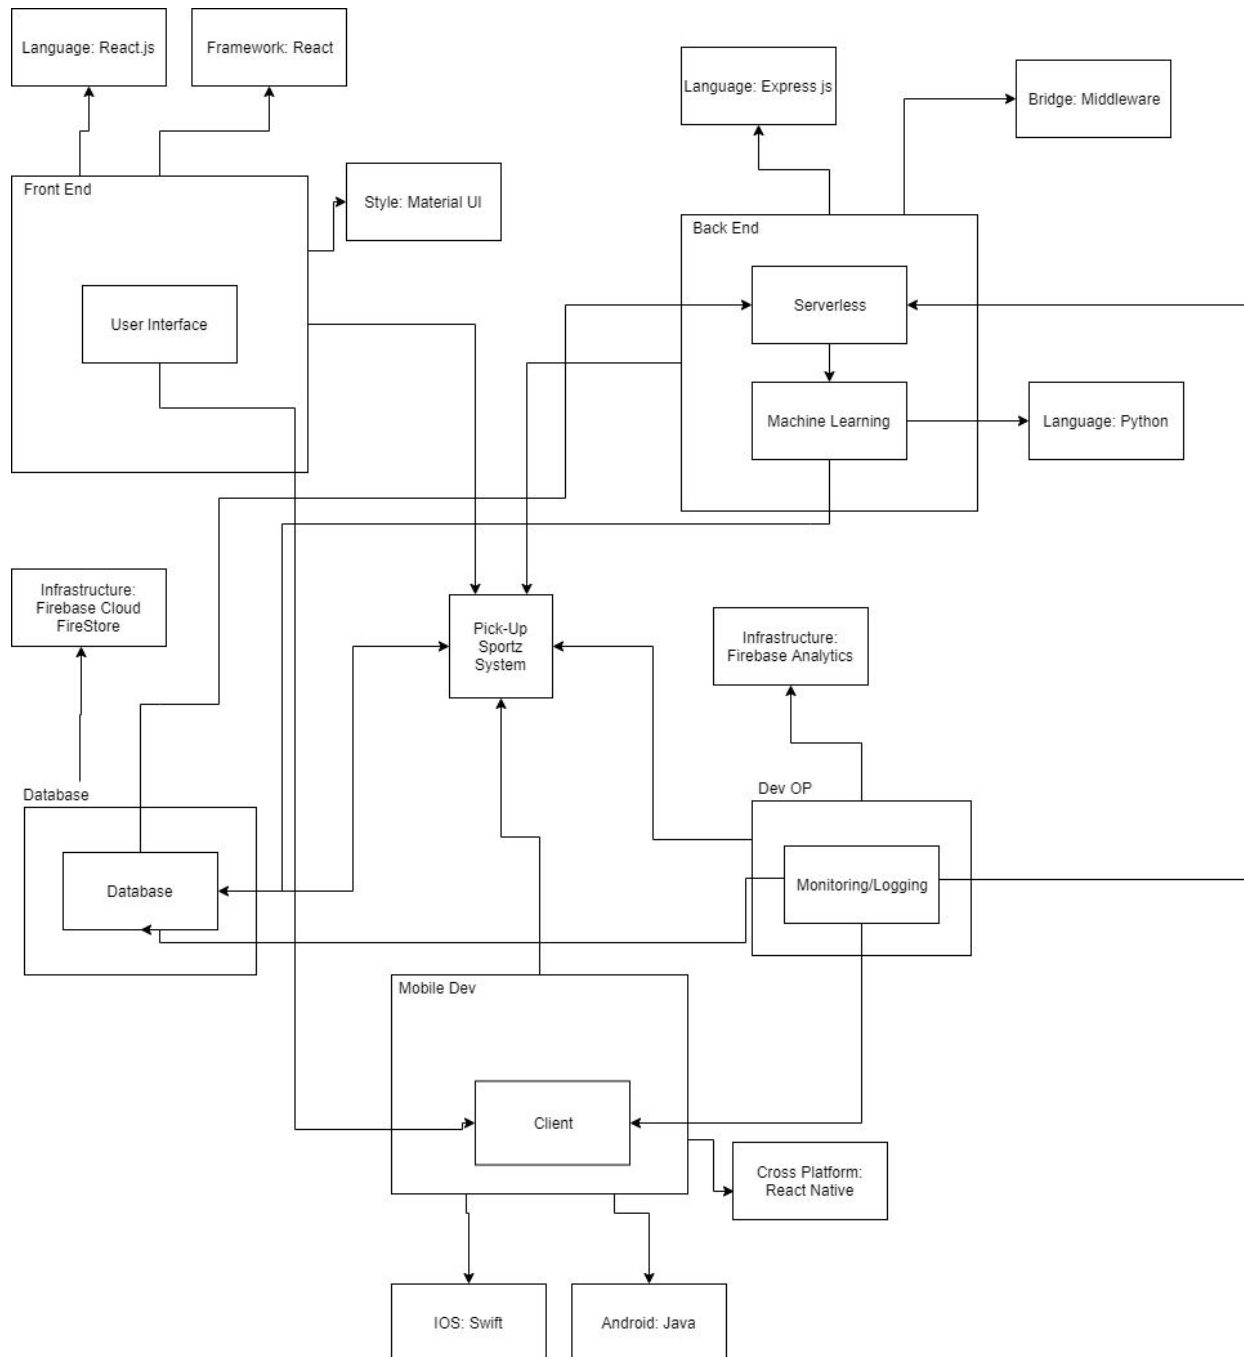 Language: React.js
Framework: React
Language: Express js
Bridge: Middleware
Front End
Style: Material UI
Back End
User Interface
Serverless
Machine Learning
Language: Python
Infrastructure:
Firebase Cloud
FireStore
Pick-Up
Sportz
System
Infrastructure:
Firebase Analytics
Database
Dev OP
Database
Monitoring/Logging
Mobile Dev
Client
Cross Platform:
React Native
IOS: Swift
Android: Java